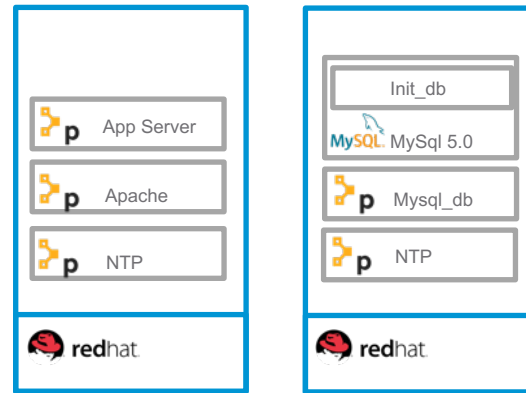 p App Server
p Apache
p NTP
redhat.
Init_db
MySQL. MySql 5.0
p Mysql_db
p NTP
redhat.